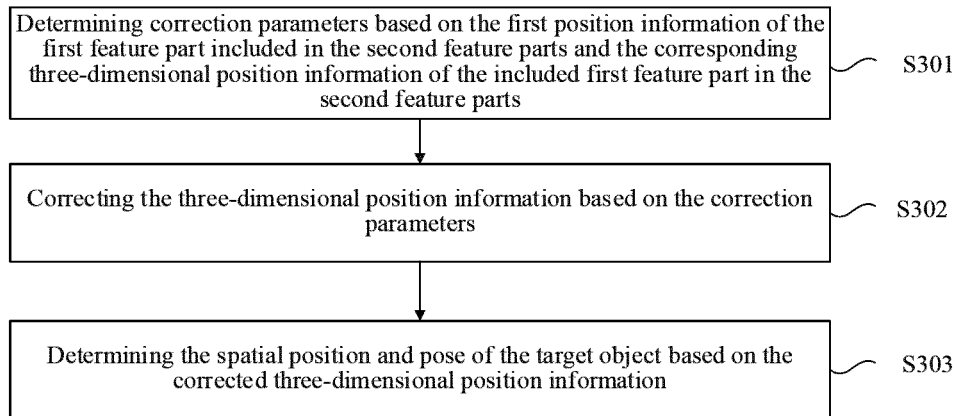 Determining correction parameters based on the first position information of the
first feature part included in the second feature parts and the corresponding
three-dimensional position information of the included first feature part in the
second feature parts
S301
Correcting the three-dimensional position information based on the correction
parameters
S302
Determining the spatial position and pose of the target object based on the
corrected three-dimensional position information
S303